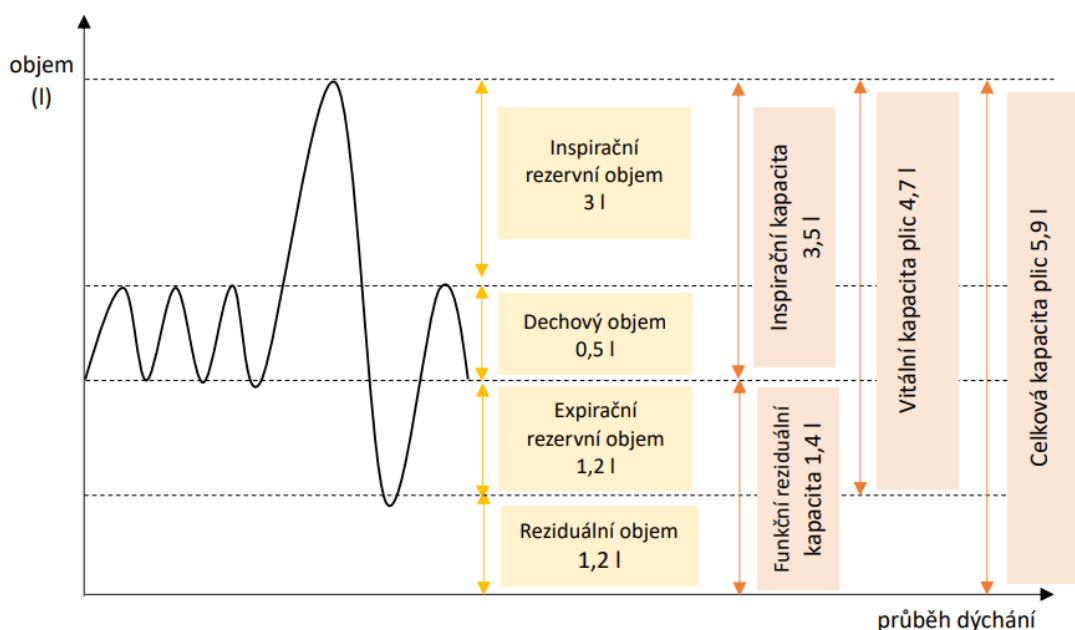 objem
(l)
Inspirační
rezervní objem
3 l
Dechový objem
0,5 l
Expirační
rezervní objem
1,2 l
Reziduální objem
1,2 l
Inspirační kapacita
3,5 l
Funkční reziduální
kapacita 1,4 l
Vitální kapacita plic 4,7 l
Celková kapacita plic 5,9 l
průběh dýchání